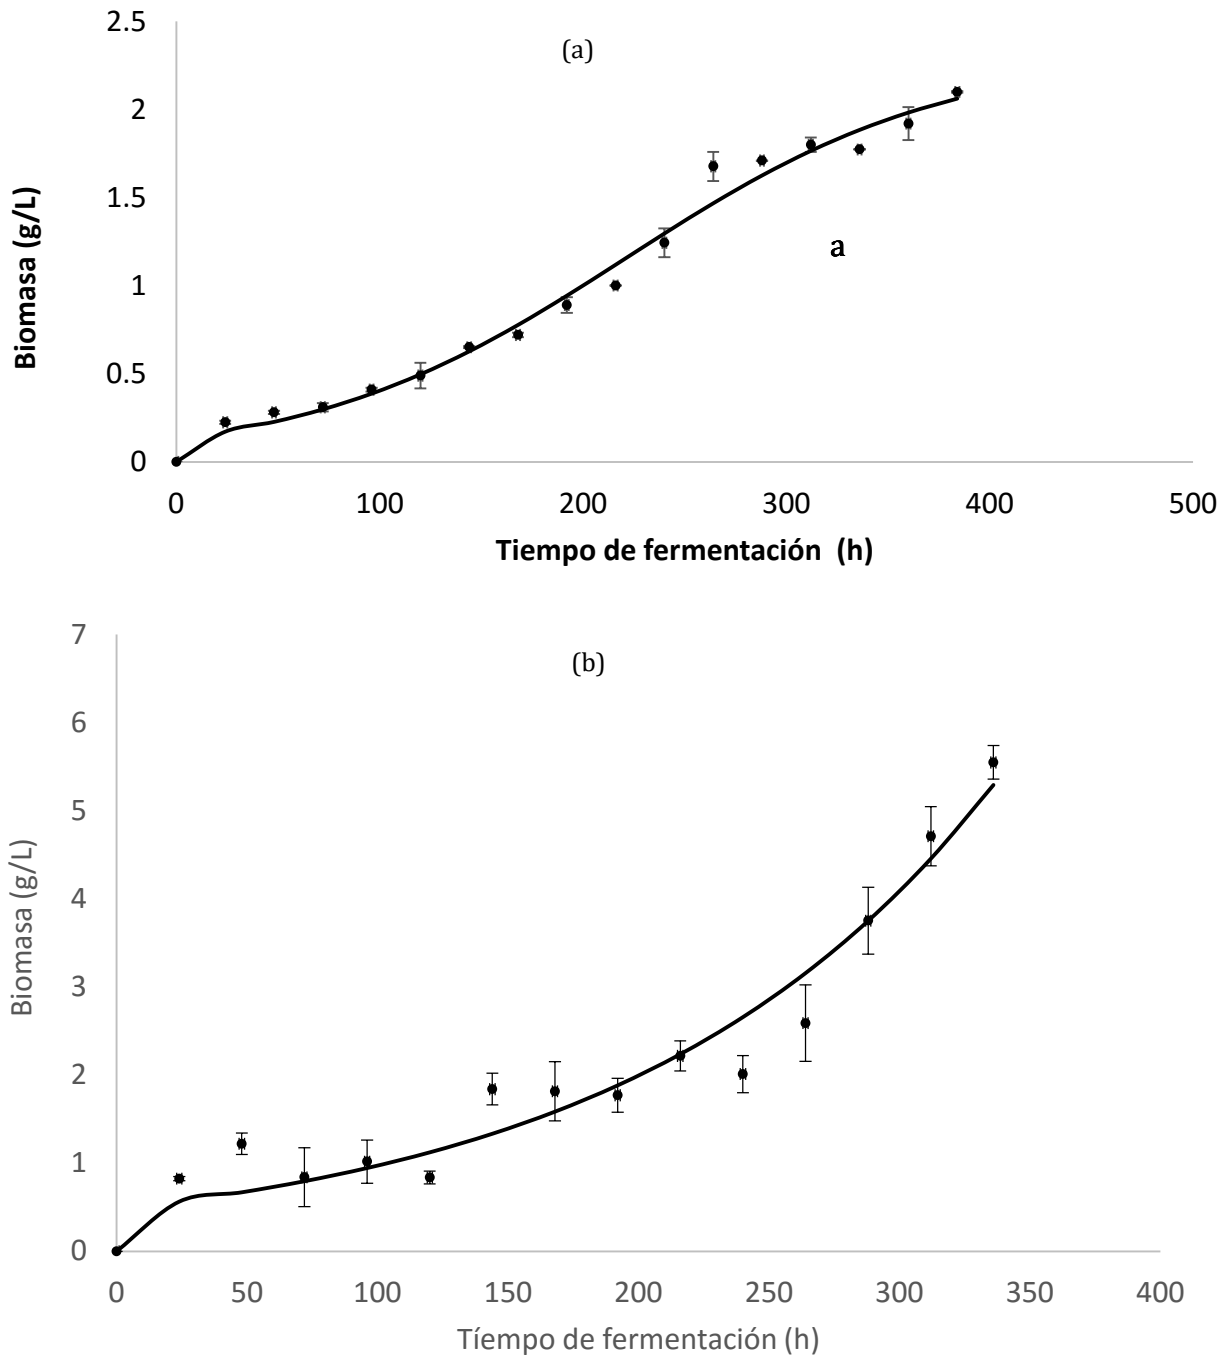 2.5
(a)
2
1.5
a
1
0.5
0
Biomasa (g/L)
0 100 200 300 400 500
Tiempo de fermentación (h)
7
(b)
6
5
4
3
2
1
0
Biomasa (g/L)
0 50 100 150 200 250 300 350 400
Tíempo de fermentación (h)